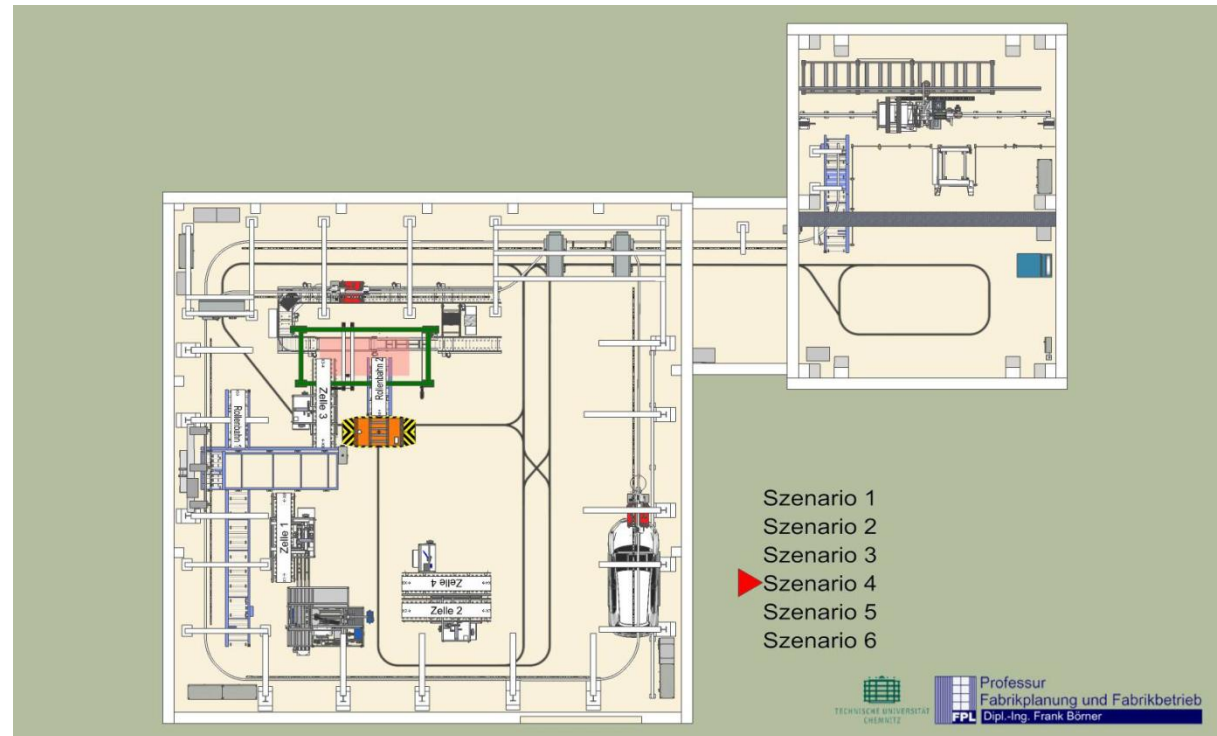 Zelle 3
Rollenbahn 2
Rollenbahn 1
Zelle 1
Zelle 4
Zelle 2
Szenario 1
Szenario 2
Szenario 3
Szenario 4
Szenario 5
Szenario 6
TECHNISCHE UNIVERSITÄT
CHEMNITZ
FPL
Professur
Fabrikplanung und Fabrikbetrieb
Dipl.-Ing. Frank Börner